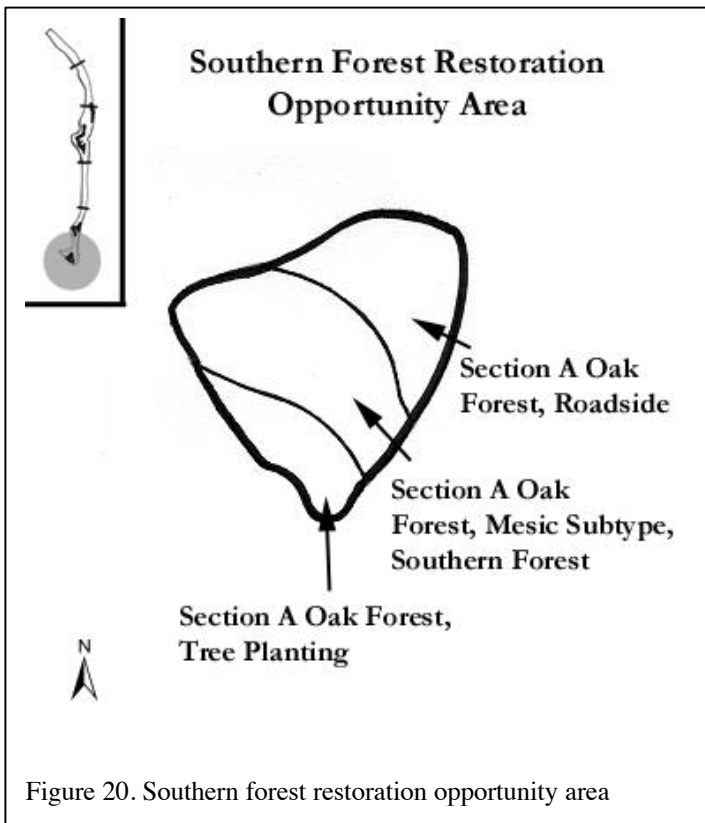 Southern Forest Restoration
Opportunity Area
Section A Oak
Forest, Roadside
Section A Oak
Forest, Mesic Subtype,
Southern Forest
Section A Oak Forest,
Tree Planting
N
Figure 20. Southern forest restoration opportunity area